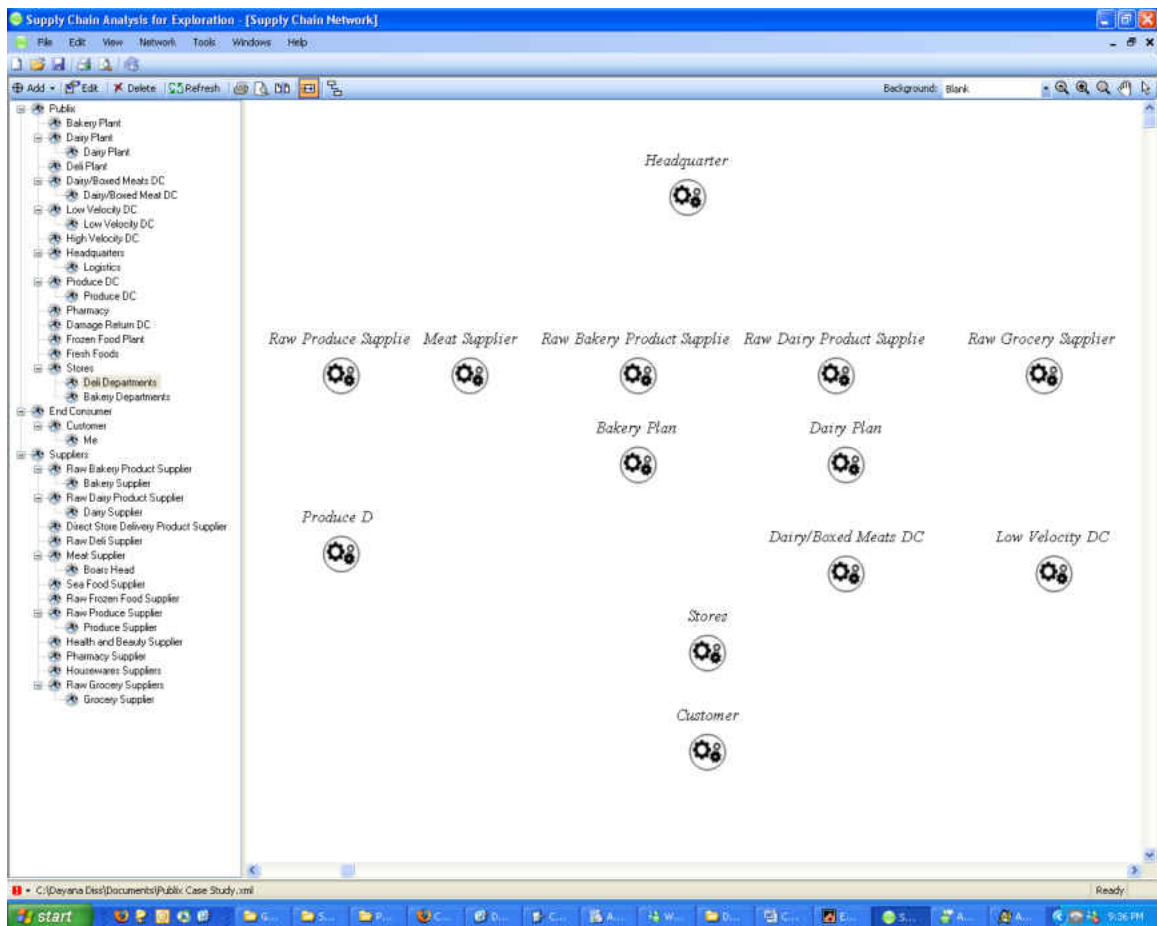 Supply Chain Analysis for Exploration - [Supply Chain Network]
File Edit View Network Tools Windows Help
Add Edit Delete Refresh Background: Blank
Publix
Bakery Plant
Dairy Plant
Dairy Plant
Deli Plant
Dairy/Boxed Meats DC
Dairy/Boxed Meat DC
Low Velocity DC
Low Velocity DC
High Velocity DC
Headquarters
Logistics
Produce DC
Produce DC
Pharmacy
Damage Return DC
Frozen Food Plant
Fresh Foods
Stores
Deli Departments
Bakery Departments
End Consumer
Customer
Me
Suppliers
Raw Bakery Product Supplier
Bakery Supplier
Raw Dairy Product Supplier
Dairy Supplier
Direct Store Delivery Product Supplier
Raw Deli Supplier
Meat Supplier
Boars Head
Sea Food Supplier
Raw Frozen Food Supplier
Raw Produce Supplier
Produce Supplier
Health and Beauty Supplier
Pharmacy Supplier
Housewares Suppliers
Raw Grocery Suppliers
Grocery Supplier
Headquarter
Raw Produce Supplie Meat Supplier Raw Bakery Product Supplie Raw Dairy Product Supplie Raw Grocery Supplier
Bakery Plan Dairy Plan
Produce D
Dairy/Boxed Meats DC Low Velocity DC
Stores
Customer
C:\Dayana Diss\Documents\Publix Case Study.xml Ready
start G... S... P... C... D... C... A... W... D... C... E... S... A... A... 9:36 PM